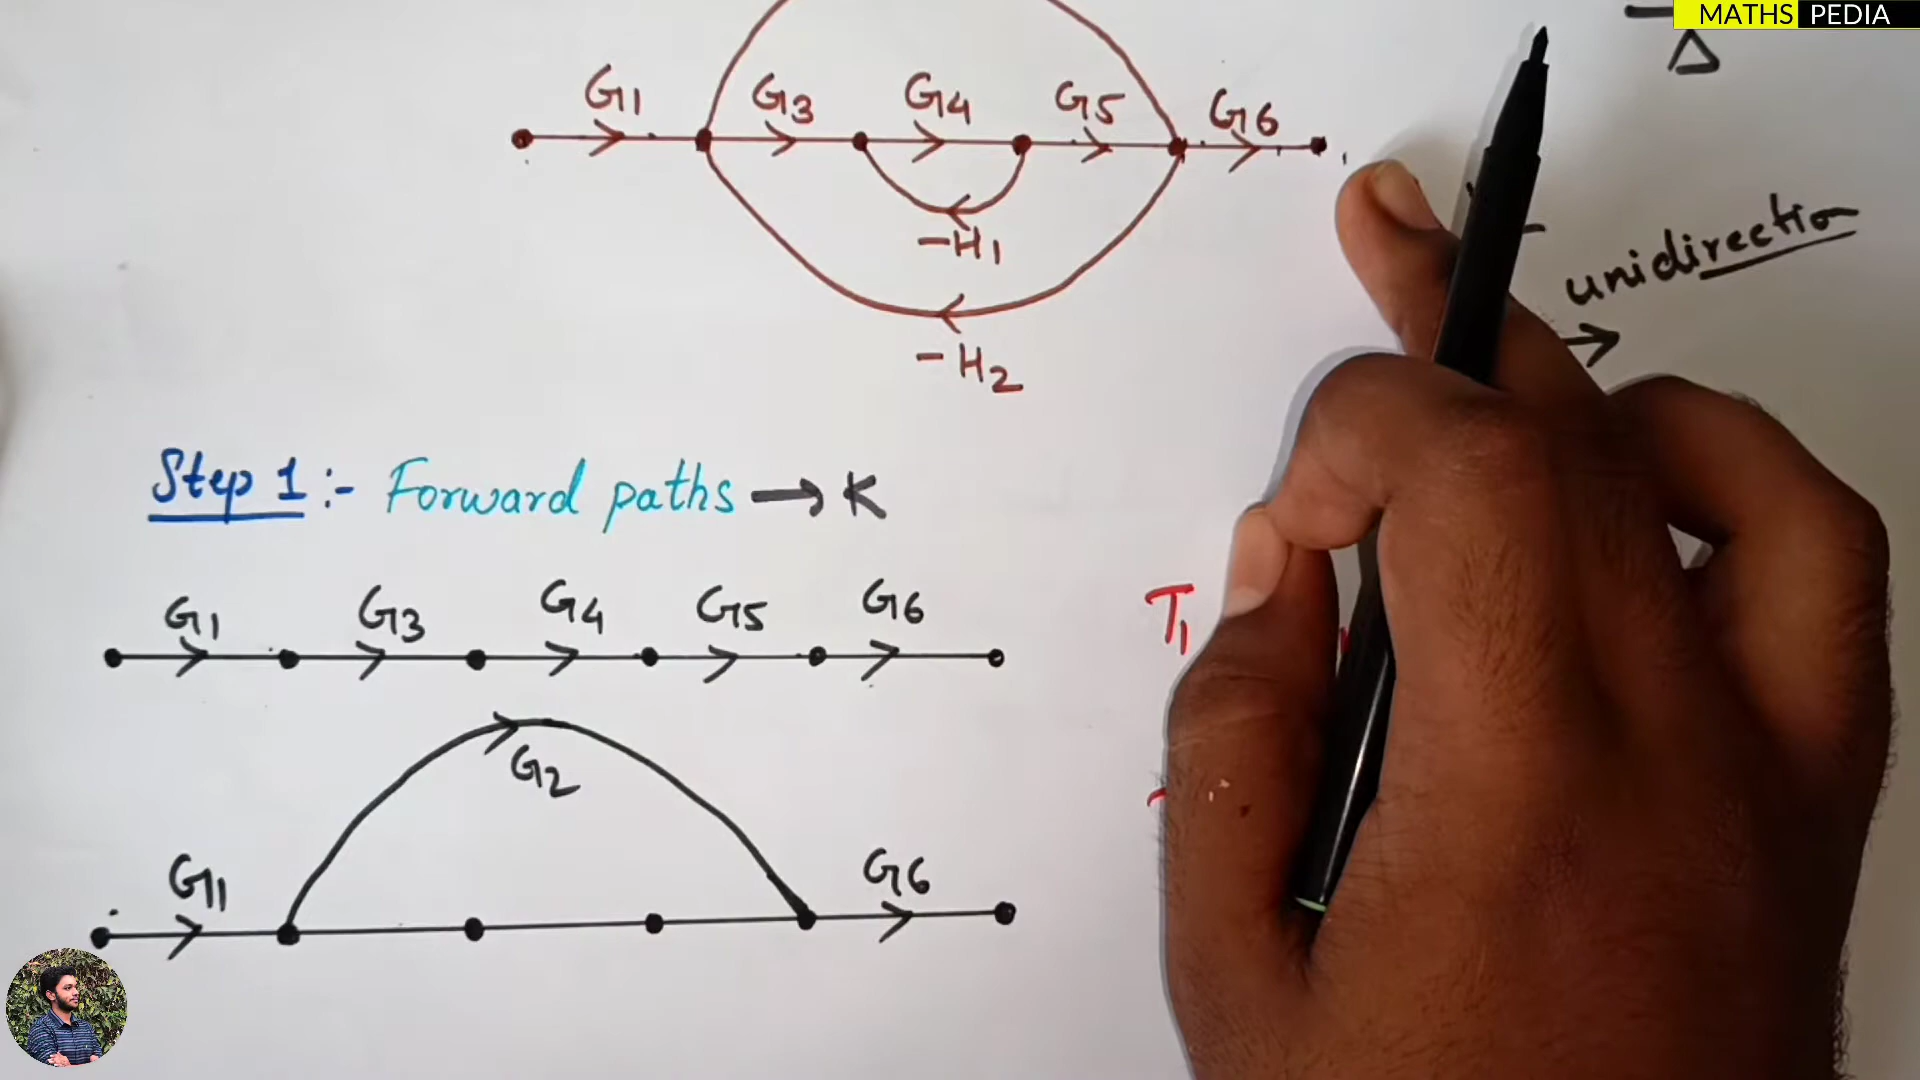 MATHS PEDIA
Δ
G1 G3 G4 G5 G6
-H1
-H2
unidirection
Step 1:- Forward paths → K
G1 G3 G4 G5 G6
T1
G2
G1 G6